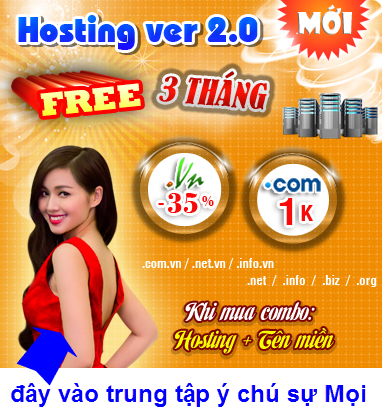 Hosting ver 2.0
MỚI
FREE 3 THÁNG
.Vn
-35%
.com
1K
.com.vn / .net.vn / .info.vn
.net / .info / .biz / .org
Khi mua combo:
Hosting + Tên miền
đây vào trung tập ý chú sự Mọi